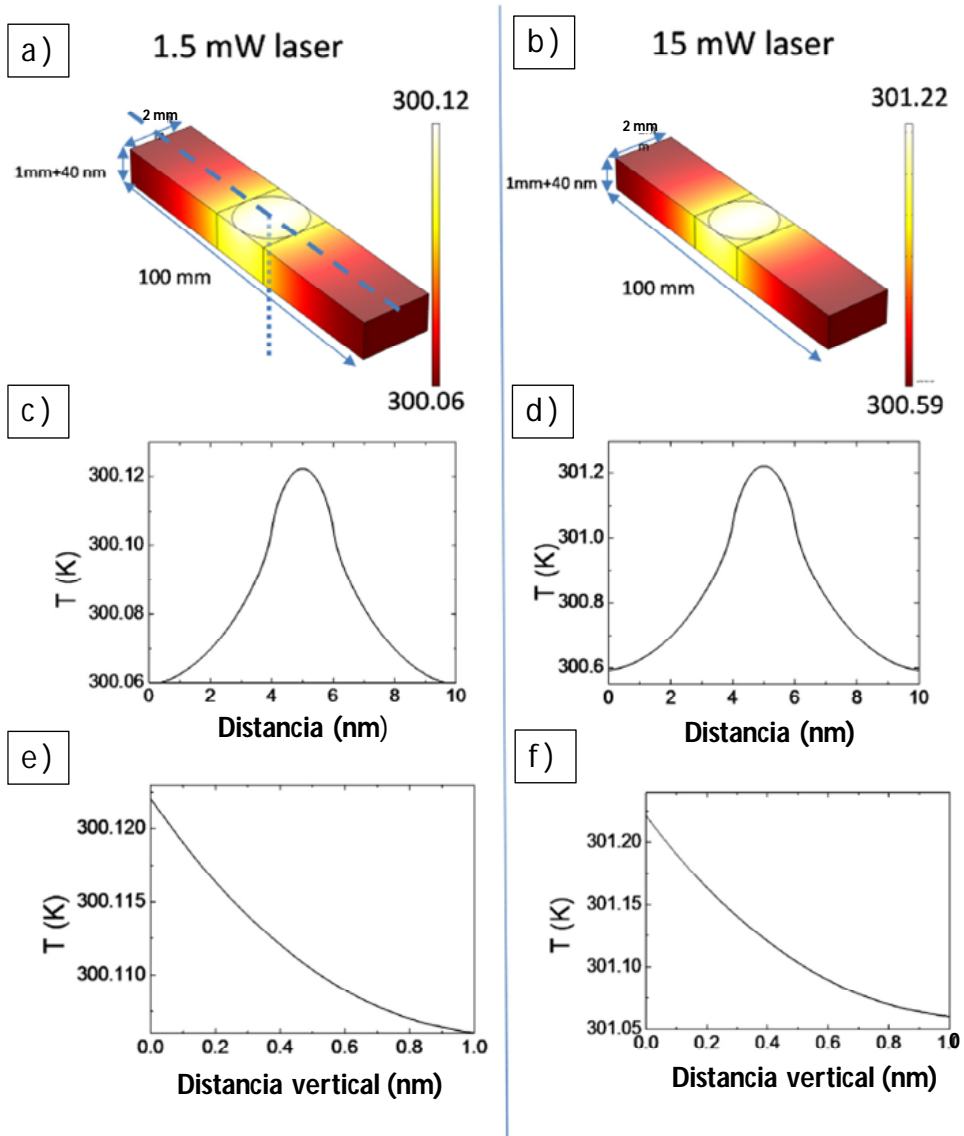 a)
1.5 mW laser
300.12
2 mm
m
1mm+40 nm
100 mm
300.06
b)
15 mW laser
301.22
2 mm
m
1mm+40 nm
100 mm
300.59
c)
T (K)
300.12
300.10
300.08
300.06
0 2 4 6 8 10
Distancia (nm)
d)
T (K)
301.2
301.0
300.8
300.6
0 2 4 6 8 10
Distancia (nm)
e)
T (K)
300.120
300.115
300.110
0.0 0.2 0.4 0.6 0.8 1.0
Distancia vertical (nm)
f)
T (K)
301.20
301.15
301.10
301.05
0.0 0.2 0.4 0.6 0.8 1.0
Distancia vertical (nm)